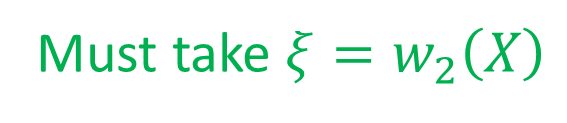 Must take ξ = w₂(X)